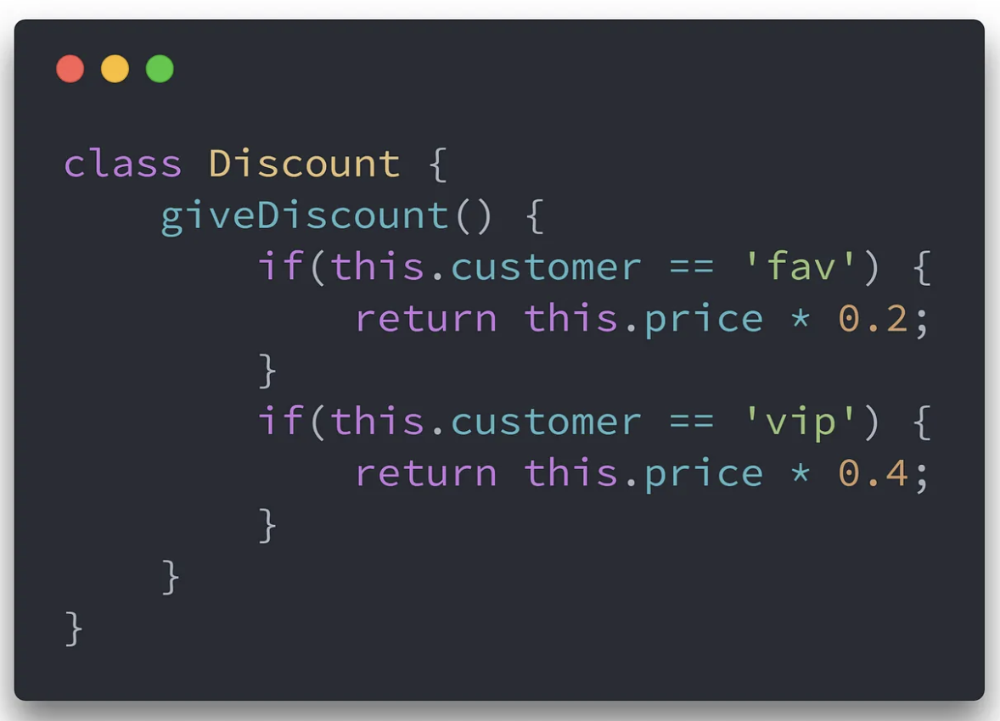 class Discount {
    giveDiscount() {
        if(this.customer == 'fav') {
            return this.price * 0.2;
        }
        if(this.customer == 'vip') {
            return this.price * 0.4;
        }
    }
}